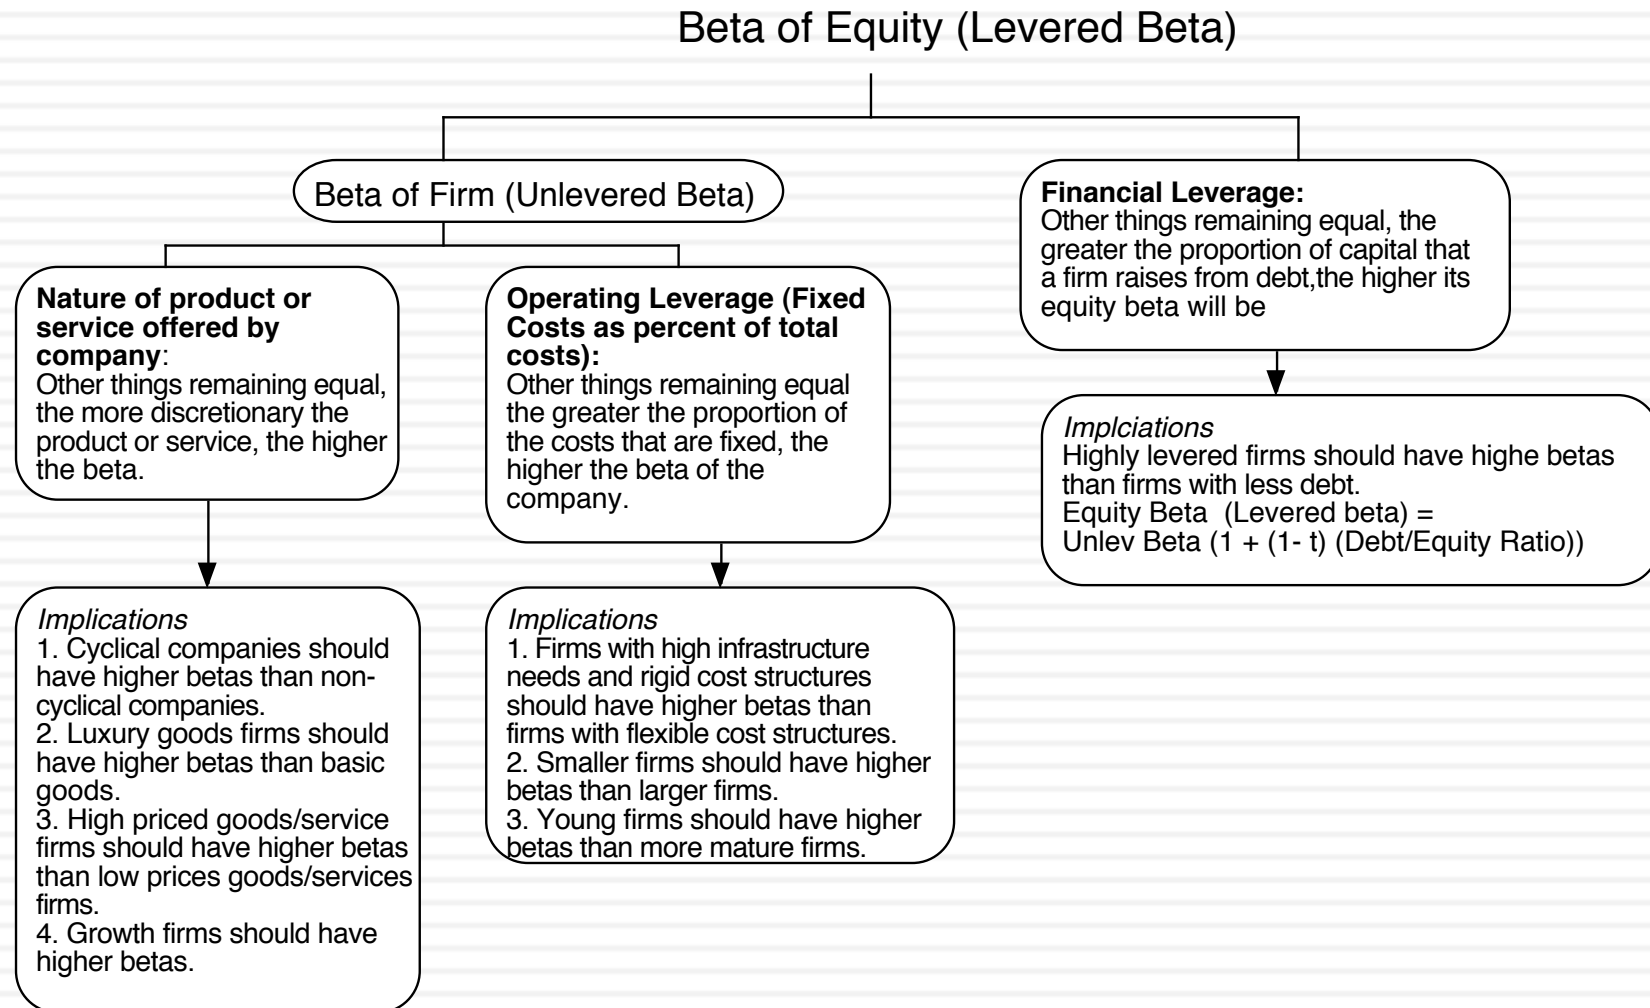 Beta of Equity (Levered Beta)
Beta of Firm (Unlevered Beta)
Nature of product or
service offered by
company:
Other things remaining equal,
the more discretionary the
product or service, the higher
the beta.
Operating Leverage (Fixed
Costs as percent of total
costs):
Other things remaining equal
the greater the proportion of
the costs that are fixed, the
higher the beta of the
company.
Financial Leverage:
Other things remaining equal, the
greater the proportion of capital that
a firm raises from debt,the higher its
equity beta will be
Implications
1. Cyclical companies should
have higher betas than non-
cyclical companies.
2. Luxury goods firms should
have higher betas than basic
goods.
3. High priced goods/service
firms should have higher betas
than low prices goods/services
firms.
4. Growth firms should have
higher betas.
Implications
1. Firms with high infrastructure
needs and rigid cost structures
should have higher betas than
firms with flexible cost structures.
2. Smaller firms should have higher
betas than larger firms.
3. Young firms should have higher
betas than more mature firms.
Implciations
Highly levered firms should have highe betas
than firms with less debt.
Equity Beta  (Levered beta) =
Unlev Beta (1 + (1- t) (Debt/Equity Ratio))